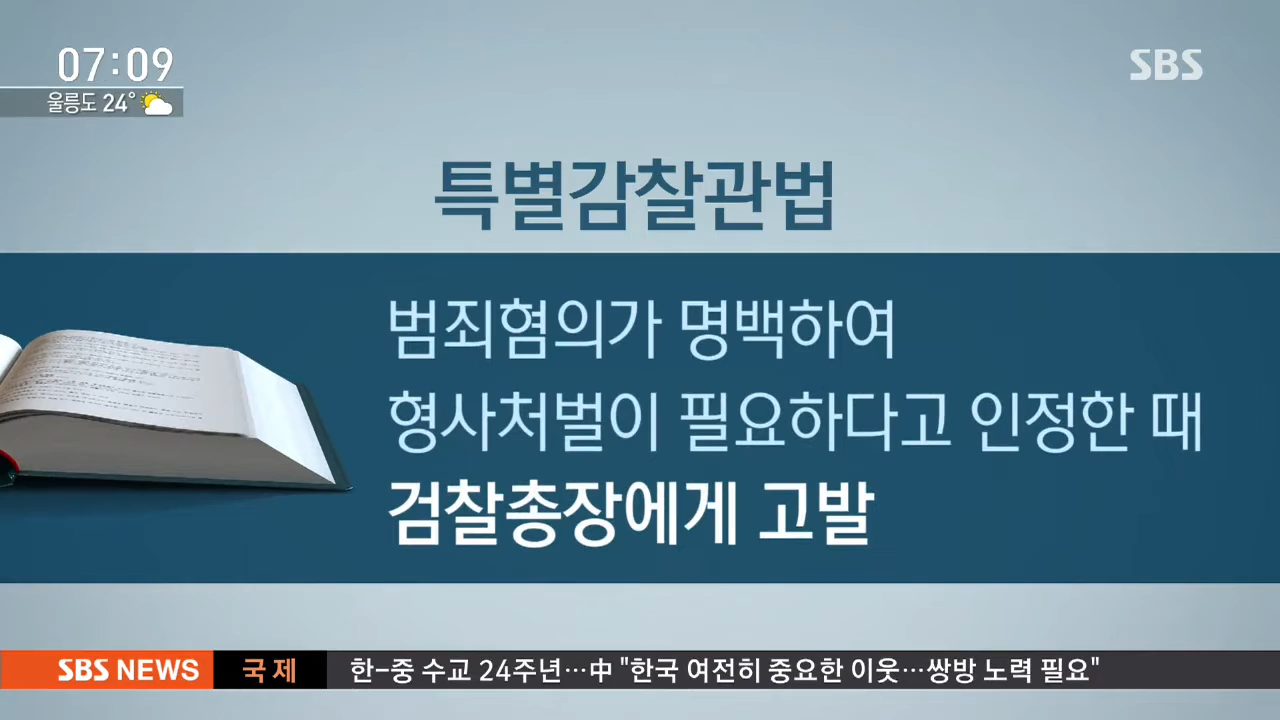 07:09
SBS
울릉도 24°
특별감찰관법
범죄혐의가 명백하여
형사처벌이 필요하다고 인정한 때
검찰총장에게 고발
SBS NEWS 국제 한-중 수교 24주년…中 "한국 여전히 중요한 이웃…쌍방 노력 필요"